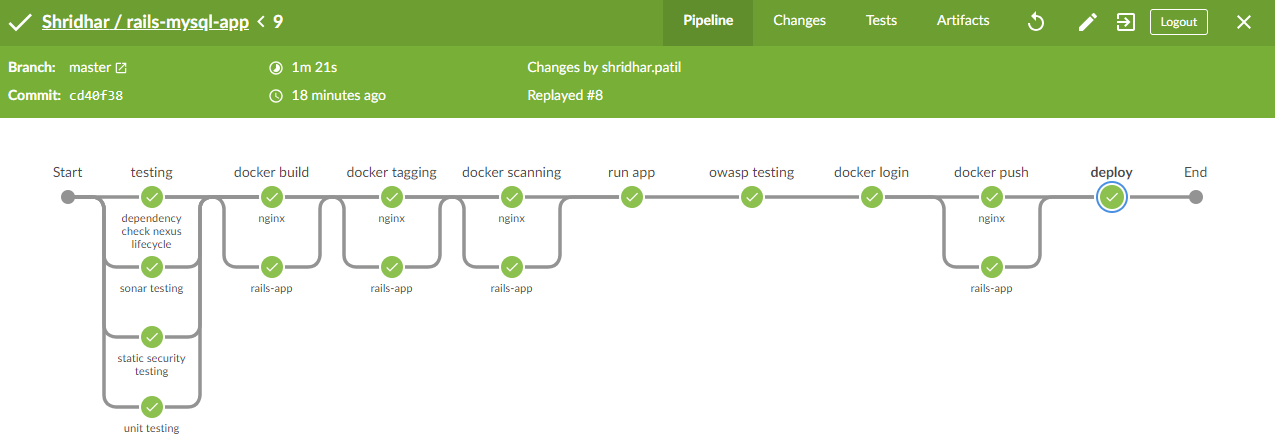 Shridhar / rails-mysql-app < 9
Pipeline Changes Tests Artifacts Logout
Branch: master 1m 21s Changes by shridhar.patil
Commit: cd40f38 18 minutes ago Replayed #8
Start testing docker build docker tagging docker scanning run app owasp testing docker login docker push deploy End
dependency
check nexus
lifecycle
nginx nginx nginx nginx
sonar testing rails-app rails-app rails-app rails-app
static security
testing
unit testing